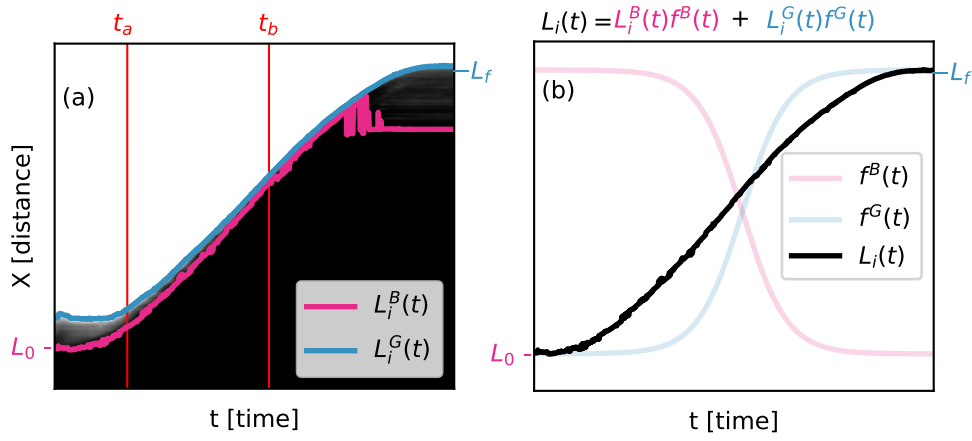 t_a t_b
L_i(t) = L_i^B(t)f^B(t) + L_i^G(t)f^G(t)
(a)
L_f
X [distance]
L_i^B(t)
L_i^G(t)
L_0
t [time]
(b)
L_f
f^B(t)
f^G(t)
L_i(t)
L_0
t [time]